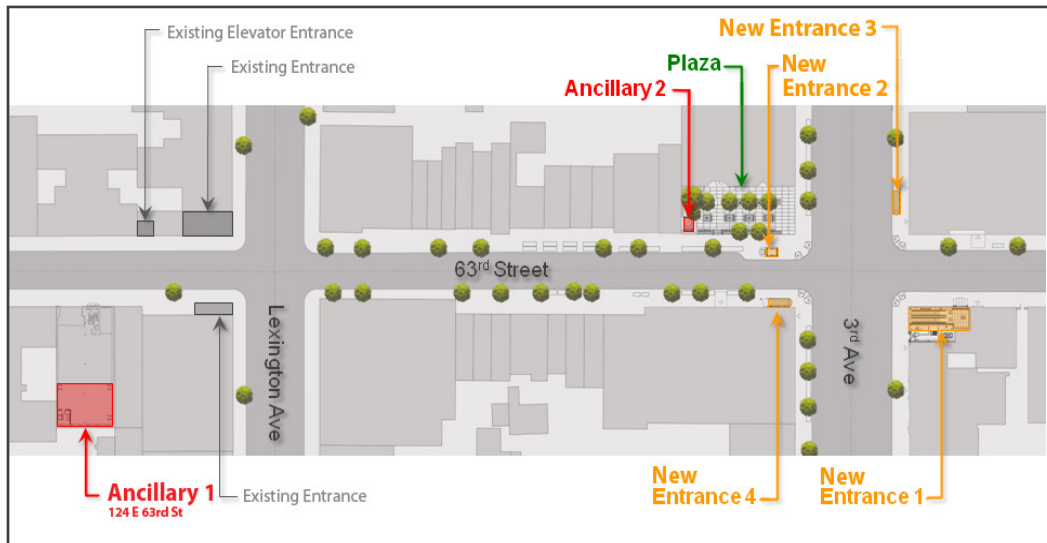 Existing Elevator Entrance
Existing Entrance
New Entrance 3
Plaza
New
Entrance 2
Ancillary 2
63rd Street
Lexington Ave
3rd Ave
Ancillary 1
124 E 63rd St
Existing Entrance
New
Entrance 4
New
Entrance 1